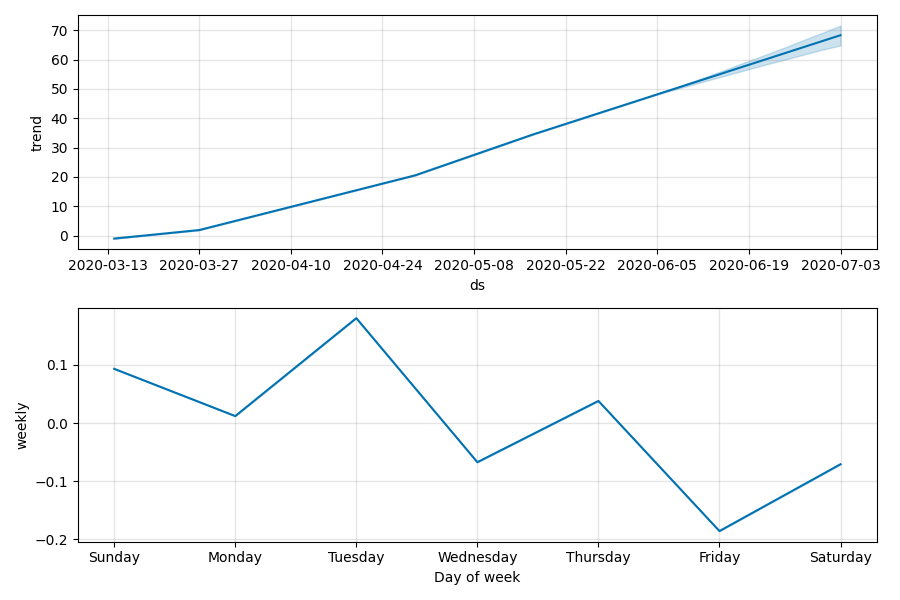 70
60
50
40
30
20
10
0
trend
2020-03-13 2020-03-27 2020-04-10 2020-04-24 2020-05-08 2020-05-22 2020-06-05 2020-06-19 2020-07-03
ds
0.1
0.0
−0.1
−0.2
weekly
Sunday Monday Tuesday Wednesday Thursday Friday Saturday
Day of week